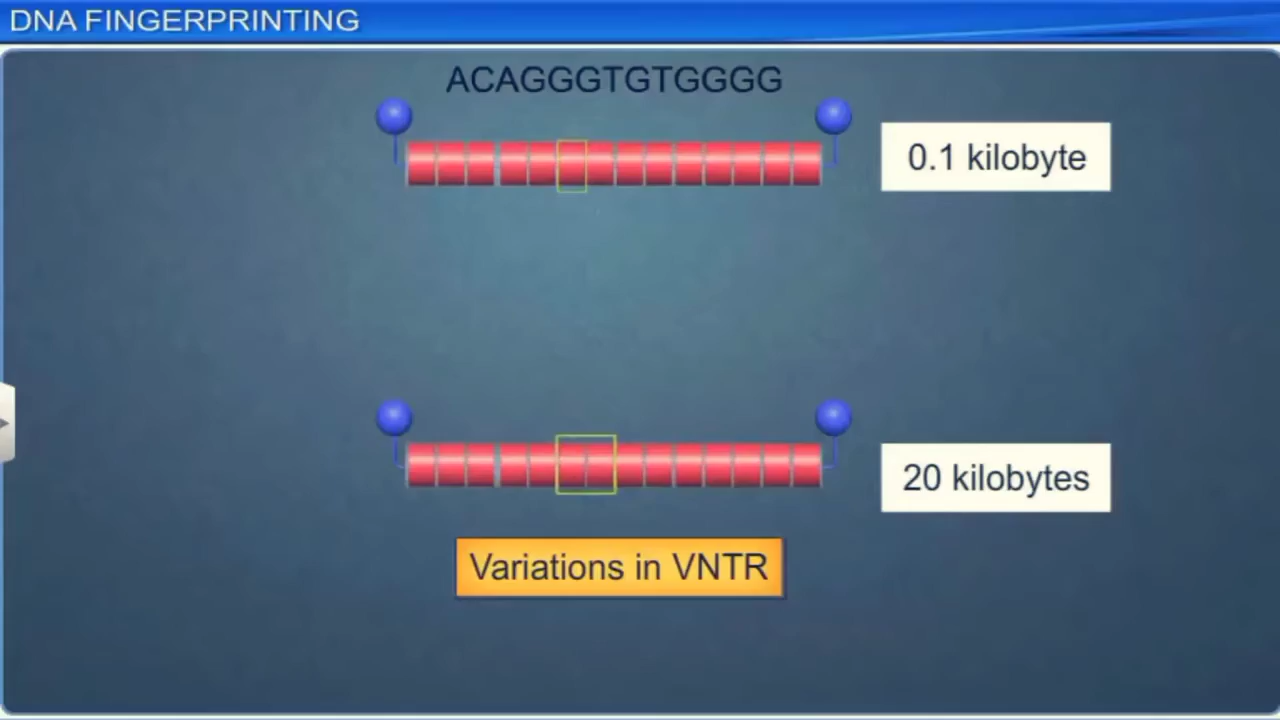 DNA FINGERPRINTING
ACAGGGTGTGGGG
0.1 kilobyte
20 kilobytes
Variations in VNTR